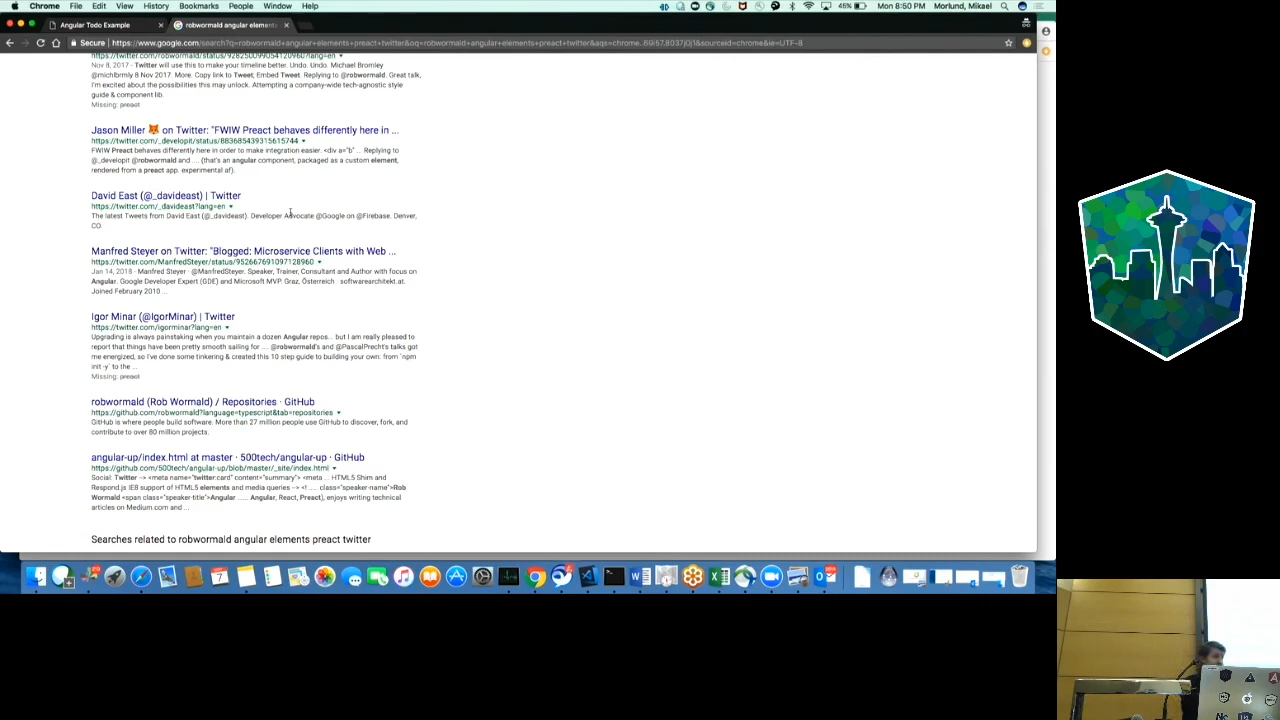 Chrome File Edit View History Bookmarks People Window Help
45% Mon 8:50 PM Morlund, Mikael
Angular Todo Example
robwormald angular elements
Secure | https://www.google.com/search?q=robwormald+angular+elements+preact+twitter&oq=robwormald+angular+elements+preact+twitter&aqs=chrome..69i57.8037j0j1&sourceid=chrome&ie=UTF-8
https://twitter.com/robwormald/status/928250099054120960?lang=en
Nov 8, 2017 - Twitter will use this to make your timeline better. Undo. Undo. Michael Bromley
@michlbrmly 8 Nov 2017. More. Copy link to Tweet; Embed Tweet. Replying to @robwormald. Great talk,
I'm excited about the possibilities this may unlock. Attempting a company-wide tech-agnostic style
guide & component lib.
Missing: preact
Jason Miller 🦊 on Twitter: "FWIW Preact behaves differently here in ...
https://twitter.com/_developit/status/883685439315615744
FWIW Preact behaves differently here in order to make integration easier. <div a="b" ... Replying to
@_developit @robwormald and .... (that's an angular component, packaged as a custom element,
rendered from a preact app. experimental af).
David East (@_davideast) | Twitter
https://twitter.com/_davideast?lang=en
The latest Tweets from David East (@_davideast). Developer Advocate @Google on @Firebase. Denver,
CO.
Manfred Steyer on Twitter: "Blogged: Microservice Clients with Web ...
https://twitter.com/ManfredSteyer/status/952667691097128960
Jan 14, 2018 - Manfred Steyer · @ManfredSteyer. Speaker, Trainer, Consultant and Author with focus on
Angular. Google Developer Expert (GDE) and Microsoft MVP. Graz, Österreich · softwarearchitekt.at.
Joined February 2010 ...
Igor Minar (@IgorMinar) | Twitter
https://twitter.com/igorminar?lang=en
Upgrading is always painstaking when you maintain a dozen Angular repos... but I am really pleased to
report that things have been pretty smooth sailing for .... @robwormald's and @PascalPrecht's talks got
me energized, so I've done some tinkering & created this 10 step guide to building your own: from `npm
init -y` to the ...
Missing: preact
robwormald (Rob Wormald) / Repositories · GitHub
https://github.com/robwormald?language=typescript&tab=repositories
GitHub is where people build software. More than 27 million people use GitHub to discover, fork, and
contribute to over 80 million projects.
angular-up/index.html at master · 500tech/angular-up · GitHub
https://github.com/500tech/angular-up/blob/master/_site/index.html
Social: Twitter --> <meta name="twitter:card" content="summary"> <meta ... HTML5 Shim and
Respond.js IE8 support of HTML5 elements and media queries --> <! .... class="speaker-name">Rob
Wormald <span class="speaker-title">Angular ...... Angular, React, Preact), enjoys writing technical
articles on Medium.com and ...
Searches related to robwormald angular elements preact twitter